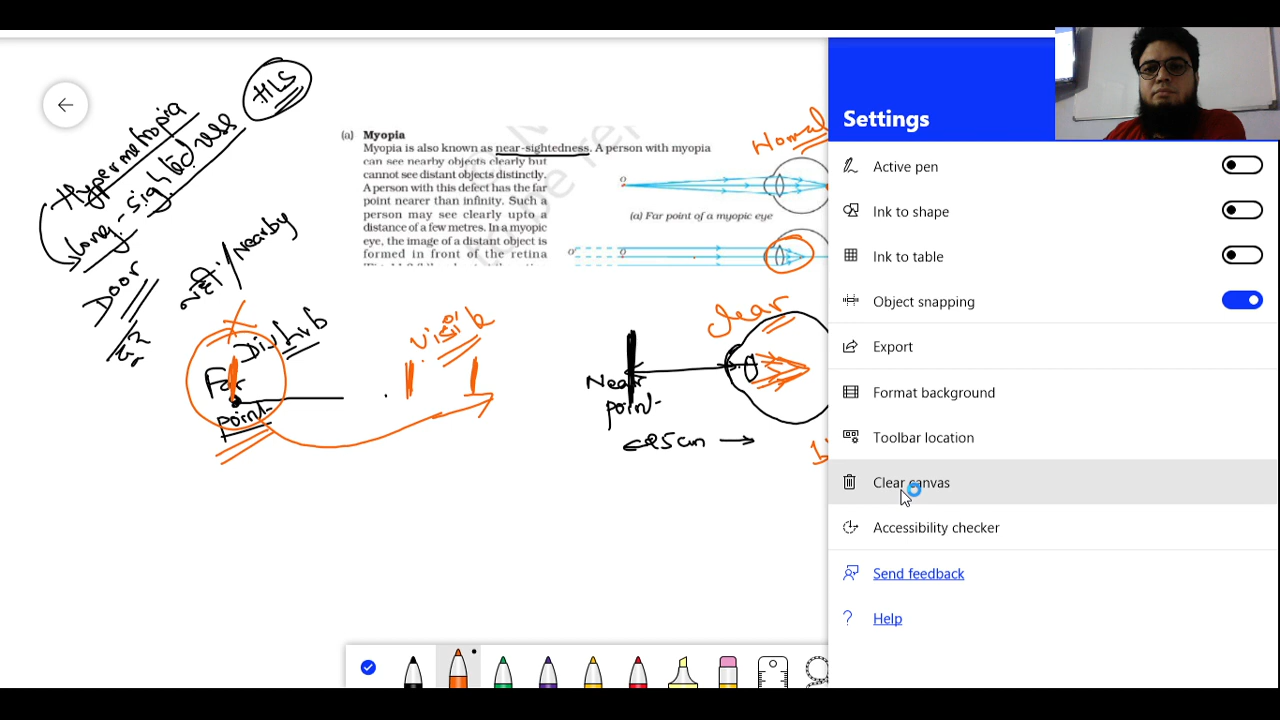 Hypermetropia
Long-sightedness
HLS
Door
/Nearby
(a) Myopia
Myopia is also known as near-sightedness. A person with myopia
can see nearby objects clearly but
cannot see distant objects distinctly.
A person with this defect has the far
point nearer than infinity. Such a
person may see clearly upto a
distance of a few metres. In a myopic
eye, the image of a distant object is
formed in front of the retina
Normal
O
(a) Far point of a myopic eye
O' O
Far
point
clear
Near
point
25cm
Settings
Active pen
Ink to shape
Ink to table
Object snapping
Export
Format background
Toolbar location
Clear canvas
Accessibility checker
Send feedback
Help